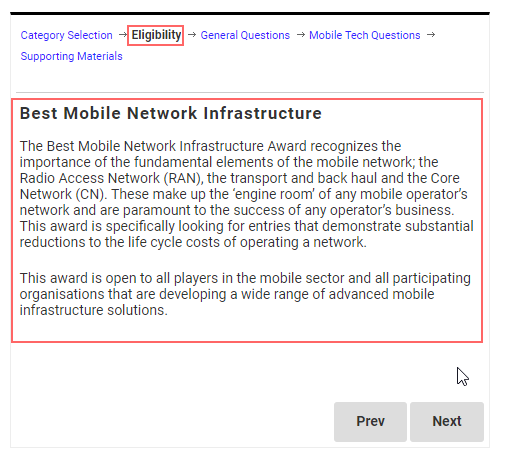 Category Selection → Eligibility → General Questions → Mobile Tech Questions →
Supporting Materials
Best Mobile Network Infrastructure
The Best Mobile Network Infrastructure Award recognizes the
importance of the fundamental elements of the mobile network; the
Radio Access Network (RAN), the transport and back haul and the Core
Network (CN). These make up the ‘engine room’ of any mobile operator’s
network and are paramount to the success of any operator’s business.
This award is specifically looking for entries that demonstrate substantial
reductions to the life cycle costs of operating a network.
This award is open to all players in the mobile sector and all participating
organisations that are developing a wide range of advanced mobile
infrastructure solutions.
Prev Next